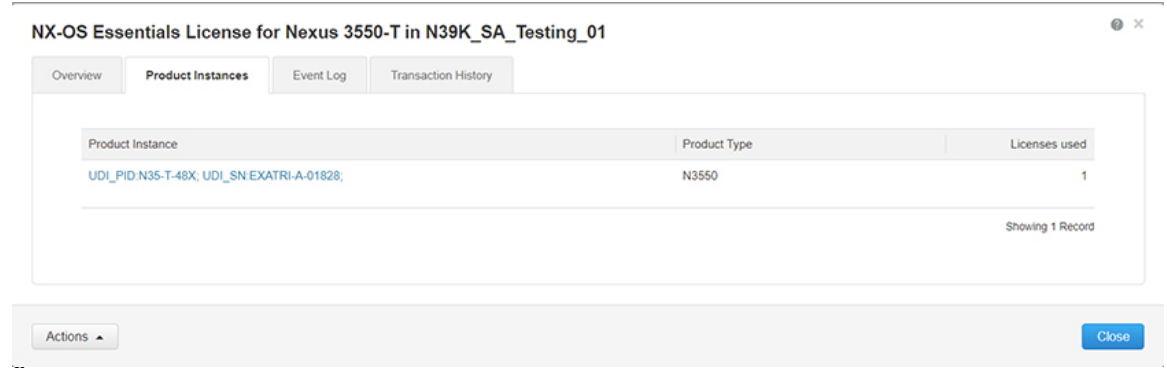 NX-OS Essentials License for Nexus 3550-T in N39K_SA_Testing_01
Overview Product Instances Event Log Transaction History
Product Instance Product Type Licenses used
UDI_PID:N35-T-48X; UDI_SN:EXATRI-A-01828; N3550 1
Showing 1 Record
Actions Close